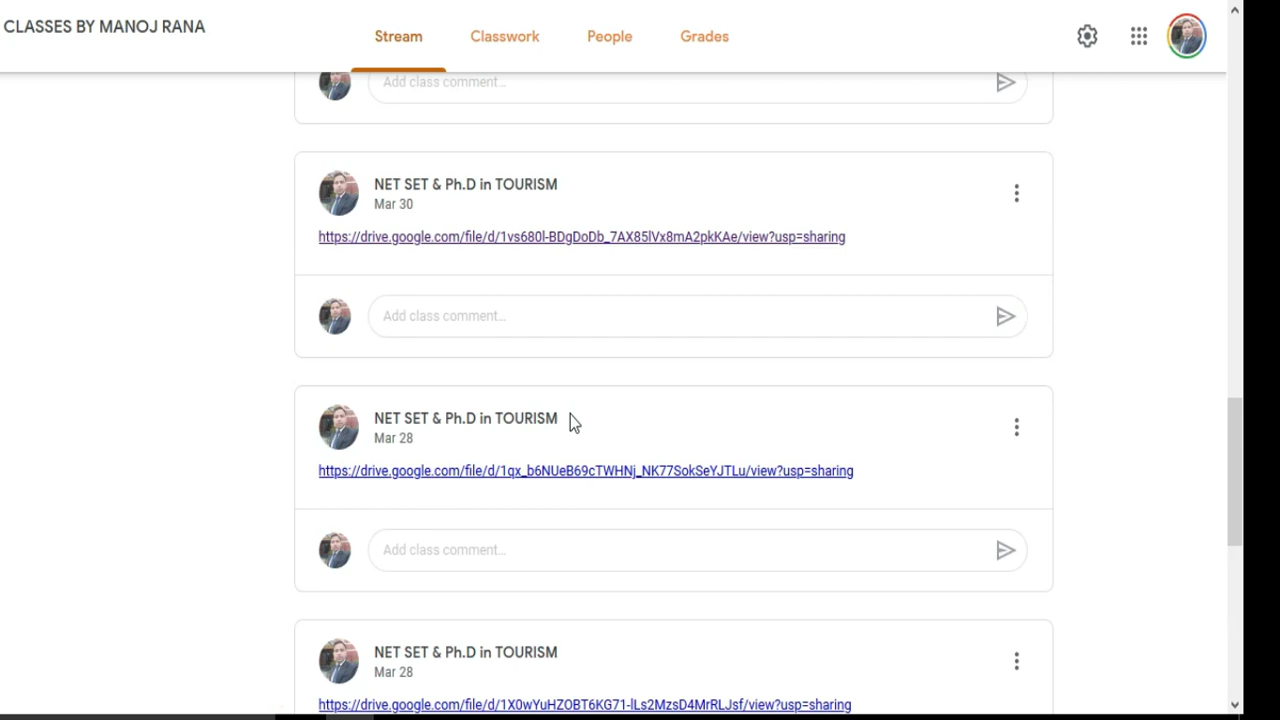 CLASSES BY MANOJ RANA
Stream Classwork People Grades
Add class comment...
NET SET & Ph.D in TOURISM
Mar 30
https://drive.google.com/file/d/1vs680l-BDgDoDb_7AX85lVx8mA2pkKAe/view?usp=sharing
Add class comment...
NET SET & Ph.D in TOURISM
Mar 28
https://drive.google.com/file/d/1qx_b6NUeB69cTWHNj_NK77SokSeYJTLu/view?usp=sharing
Add class comment...
NET SET & Ph.D in TOURISM
Mar 28
https://drive.google.com/file/d/1X0wYuHZOBT6KG71-lLs2MzsD4MrRLJsf/view?usp=sharing